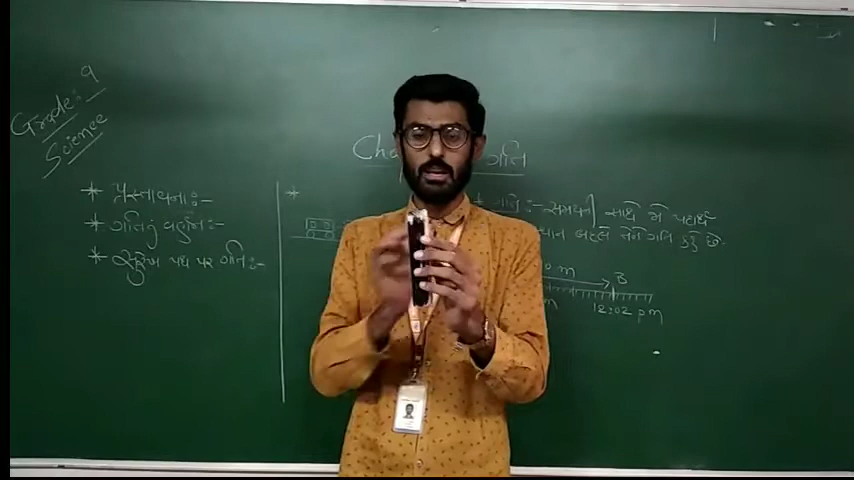 Grade: 9
Science
ગતિ
* પ્રસ્તાવના :-
* ગતિનું વર્ણન :-
* સુરેખ પથ પર ગતિ :-
*
* ગતિ :- સમયની સાથે જો પદાર્થ
સ્થાન બદલે તેને ગતિ કહે છે.
m
B
12:02 pm